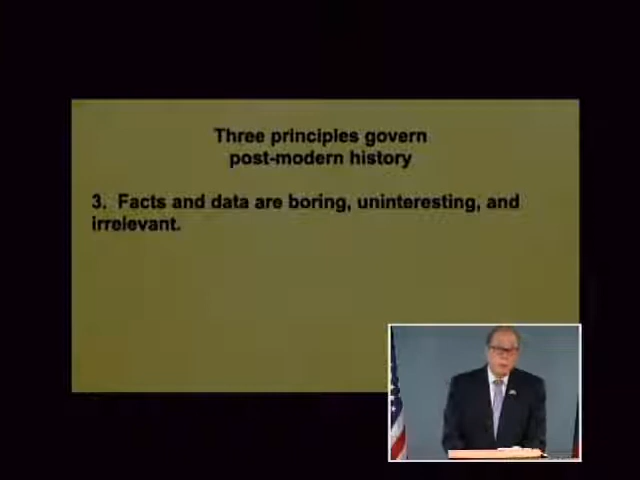 Three principles govern
post-modern history
3. Facts and data are boring, uninteresting, and
irrelevant.